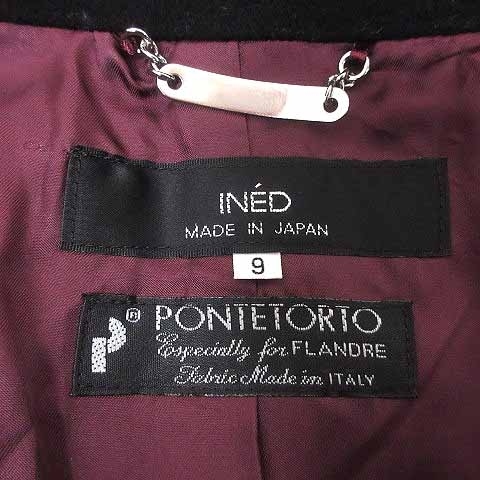 INÉD
MADE IN JAPAN
9
P® PONTETORTO
Especially for FLANDRE
Fabric Made in ITALY